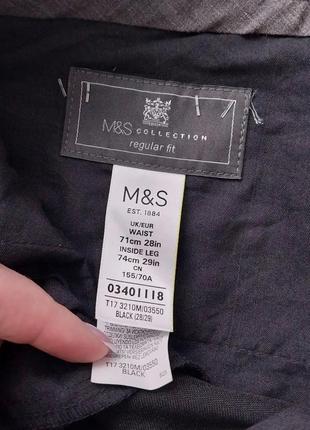 M&S COLLECTION
regular fit
M&S
EST. 1884
UK/EUR
WAIST
71cm 28in
INSIDE LEG
74cm 29in
CN
155/70A
03401118
T17 3210M/03550
BLACK (28/29)
T17 3210M/03550
BLACK